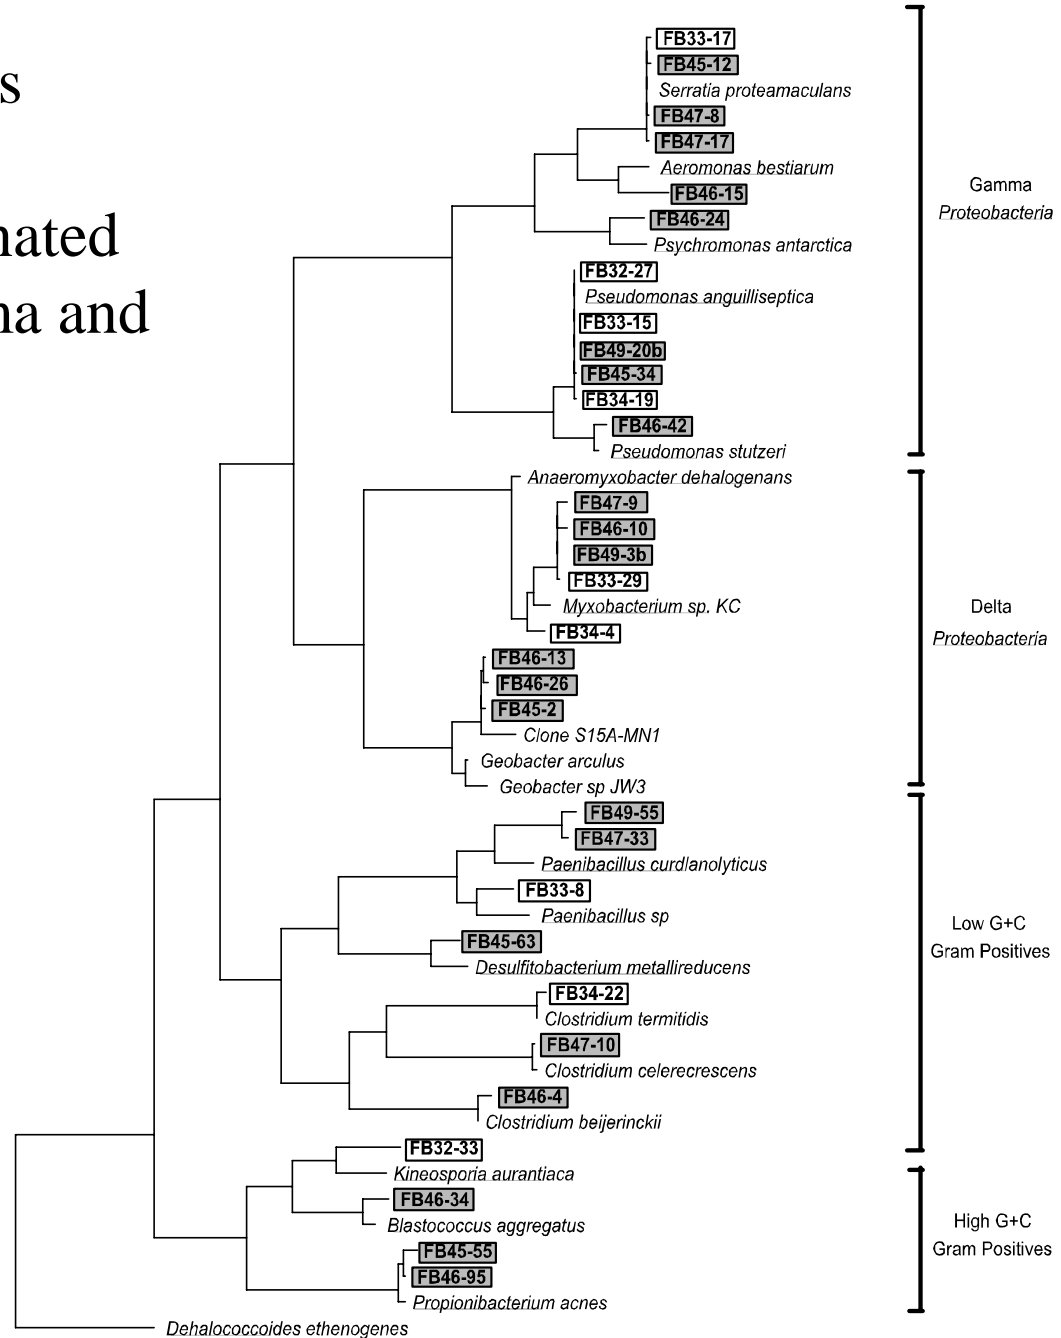 s
nated
na and
FB33-17
FB45-12
Serratia proteamaculans
FB47-8
FB47-17
Aeromonas bestiarum
FB46-15
FB46-24
Psychromonas antarctica
FB32-27
Pseudomonas anguilliseptica
FB33-15
FB49-20b
FB45-34
FB34-19
FB46-42
Pseudomonas stutzeri
Gamma
Proteobacteria
Anaeromyxobacter dehalogenans
FB47-9
FB46-10
FB49-3b
FB33-29
Myxobacterium sp. KC
FB34-4
FB46-13
FB46-26
FB45-2
Clone S15A-MN1
Geobacter arculus
Geobacter sp JW3
Delta
Proteobacteria
FB49-55
FB47-33
Paenibacillus curdlanolyticus
FB33-8
Paenibacillus sp
FB45-63
Desulfitobacterium metallireducens
FB34-22
Clostridium termitidis
FB47-10
Clostridium celerecrescens
FB46-4
Clostridium beijerinckii
Low G+C
Gram Positives
FB32-33
Kineosporia aurantiaca
FB46-34
Blastococcus aggregatus
FB45-55
FB46-95
Propionibacterium acnes
High G+C
Gram Positives
Dehalococcoides ethenogenes